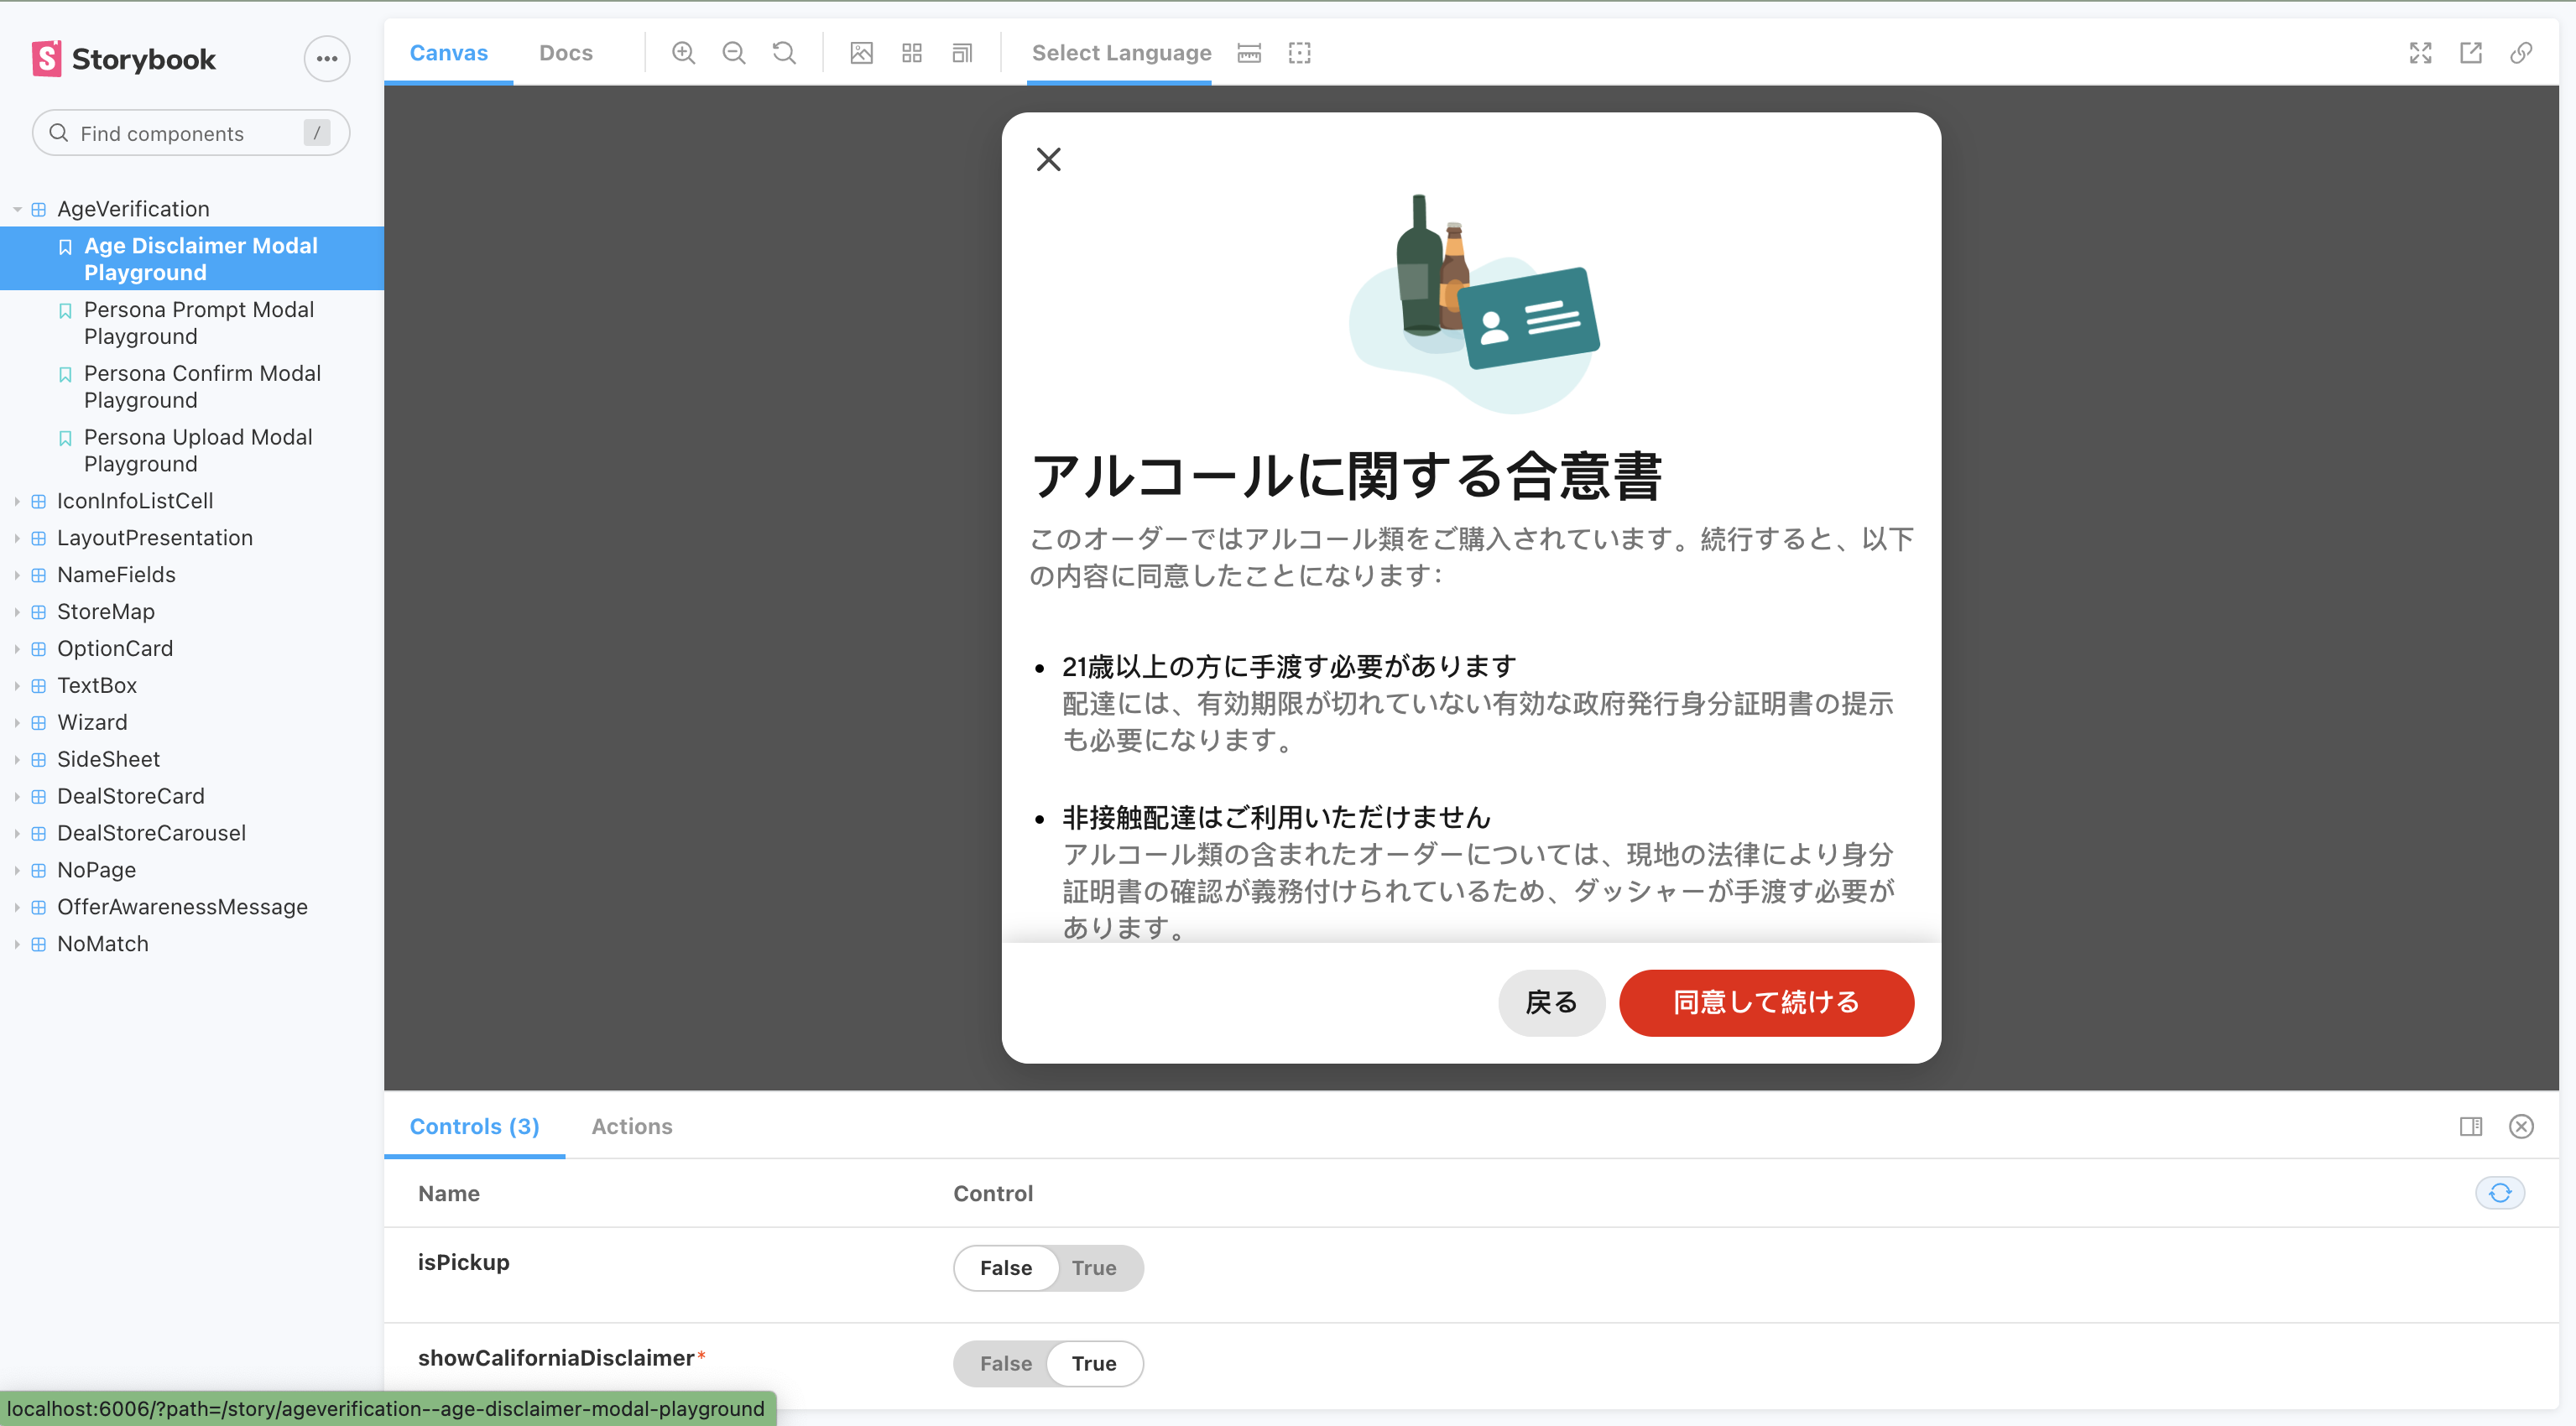 Storybook
Find components
/
AgeVerification
Age Disclaimer Modal
Playground
Persona Prompt Modal
Playground
Persona Confirm Modal
Playground
Persona Upload Modal
Playground
IconInfoListCell
LayoutPresentation
NameFields
StoreMap
OptionCard
TextBox
Wizard
SideSheet
DealStoreCard
DealStoreCarousel
NoPage
OfferAwarenessMessage
NoMatch
Canvas
Docs
Select Language
アルコールに関する合意書
このオーダーではアルコール類をご購入されています。続行すると、以下
の内容に同意したことになります：
• 21歳以上の方に手渡す必要があります
配達には、有効期限が切れていない有効な政府発行身分証明書の提示
も必要になります。
• 非接触配達はご利用いただけません
アルコール類の含まれたオーダーについては、現地の法律により身分
証明書の確認が義務付けられているため、ダッシャーが手渡す必要が
あります。
戻る
同意して続ける
Controls (3)
Actions
Name
Control
isPickup
False True
showCaliforniaDisclaimer*
False True
localhost:6006/?path=/story/ageverification--age-disclaimer-modal-playground